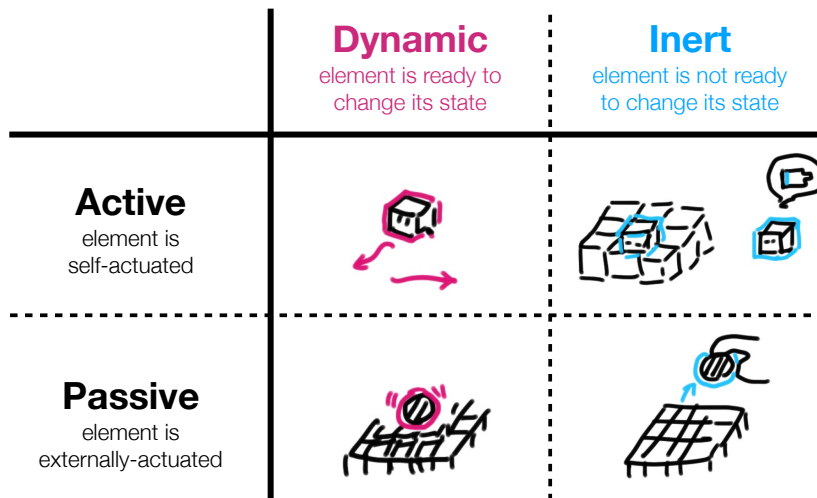 Dynamic
element is ready to
change its state
Inert
element is not ready
to change its state
Active
element is
self-actuated
Passive
element is
externally-actuated